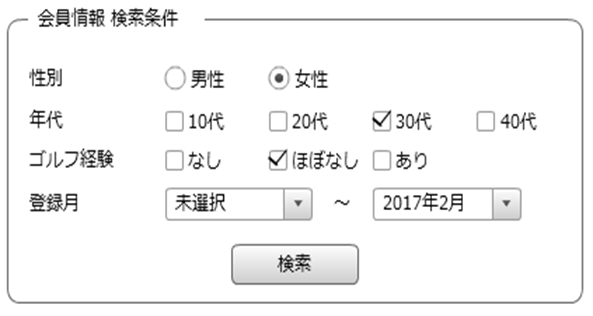 会員情報 検索条件
性別 男性 女性
年代 10代 20代 30代 40代
ゴルフ経験 なし ほぼなし あり
登録月 未選択 ～ 2017年2月
検索